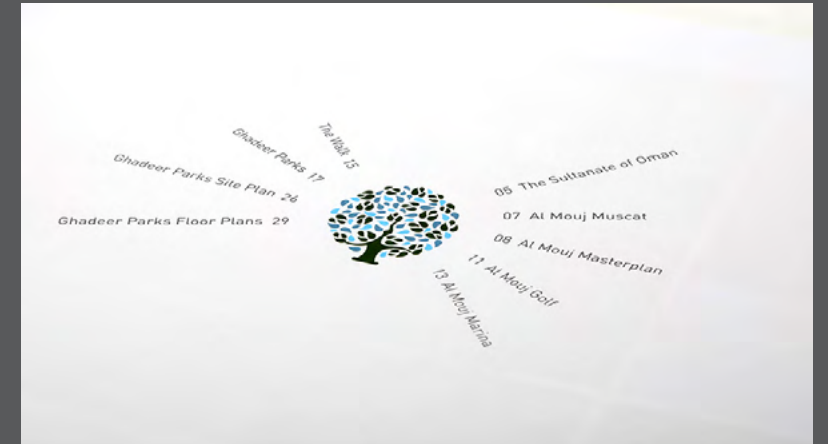 05 The Sultanate of Oman
07 Al Mouj Muscat
08 Al Mouj Masterplan
11 Al Mouj Golf
13 Al Mouj Marina
The Walk 15
Ghadeer Parks 17
Ghadeer Parks Site Plan 26
Ghadeer Parks Floor Plans 29